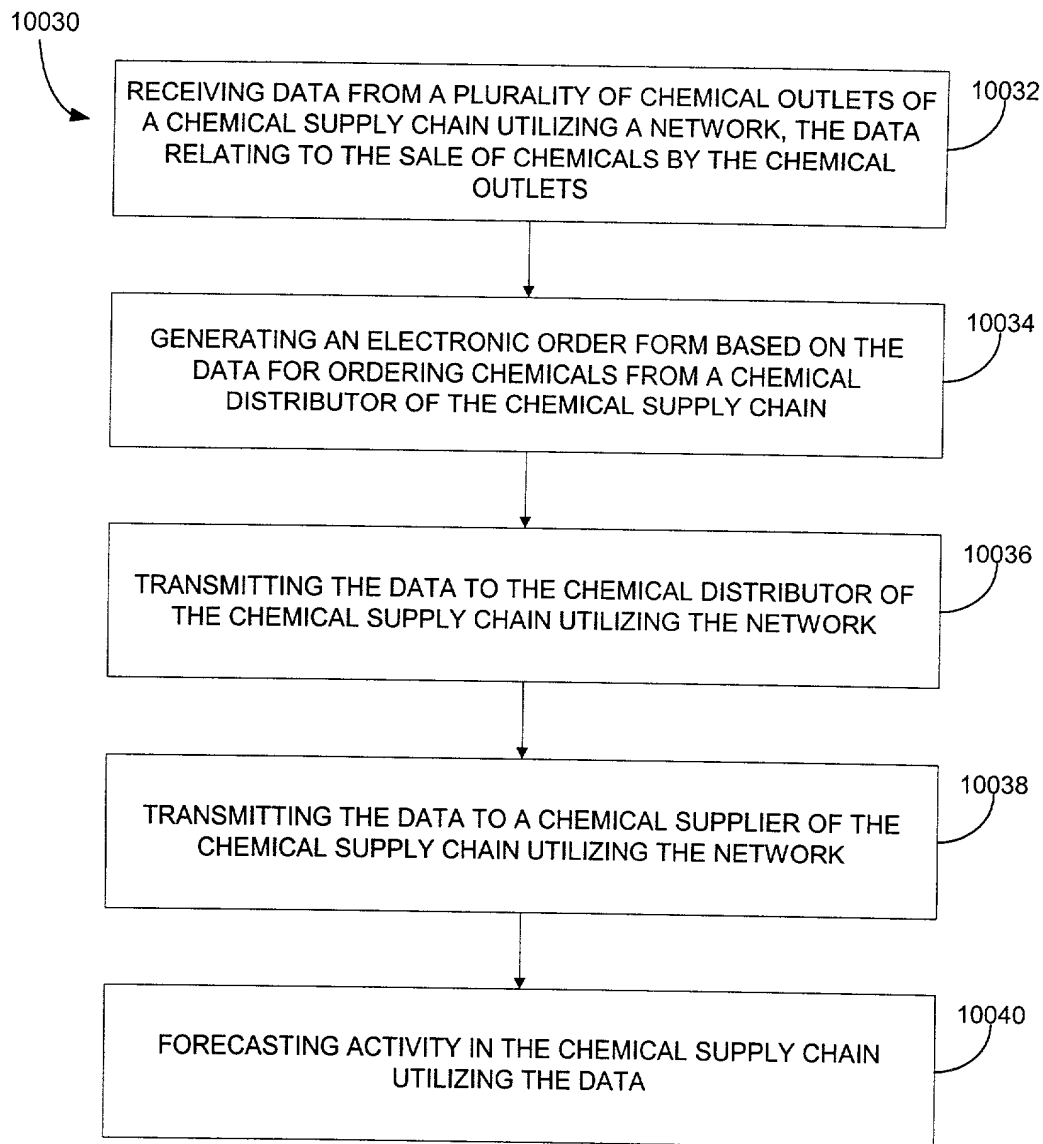 10030
RECEIVING DATA FROM A PLURALITY OF CHEMICAL OUTLETS OF
A CHEMICAL SUPPLY CHAIN UTILIZING A NETWORK, THE DATA
RELATING TO THE SALE OF CHEMICALS BY THE CHEMICAL
OUTLETS
10032
GENERATING AN ELECTRONIC ORDER FORM BASED ON THE
DATA FOR ORDERING CHEMICALS FROM A CHEMICAL
DISTRIBUTOR OF THE CHEMICAL SUPPLY CHAIN
10034
TRANSMITTING THE DATA TO THE CHEMICAL DISTRIBUTOR OF
THE CHEMICAL SUPPLY CHAIN UTILIZING THE NETWORK
10036
TRANSMITTING THE DATA TO A CHEMICAL SUPPLIER OF THE
CHEMICAL SUPPLY CHAIN UTILIZING THE NETWORK
10038
FORECASTING ACTIVITY IN THE CHEMICAL SUPPLY CHAIN
UTILIZING THE DATA
10040